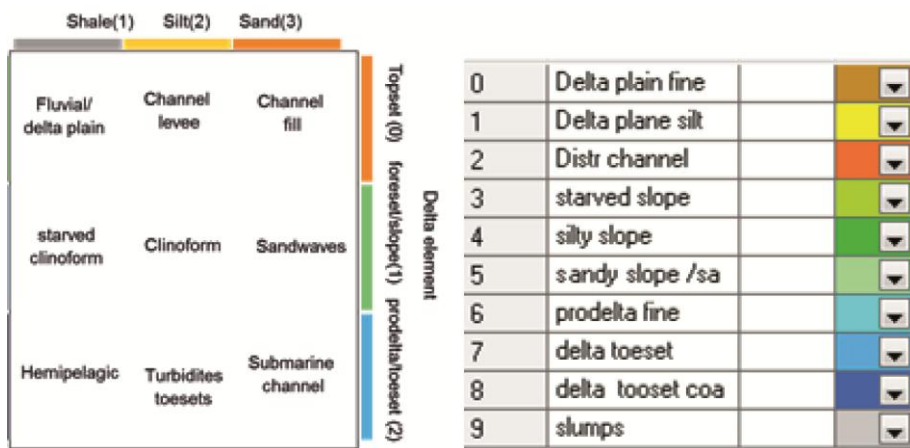 Shale(1) Silt(2) Sand(3)
Fluvial/
delta plain
Channel
levee
Channel
fill
starved
clinoform
Clinoform
Sandwaves
Hemipelagic
Turbidites
toesets
Submarine
channel
Topset (0) foreset/slope(1) prodelta/toeset (2)
Delta element
0 Delta plain fine
1 Delta plane silt
2 Distr channel
3 starved slope
4 silty slope
5 sandy slope /sa
6 prodelta fine
7 delta toeset
8 delta tooset coa
9 slumps